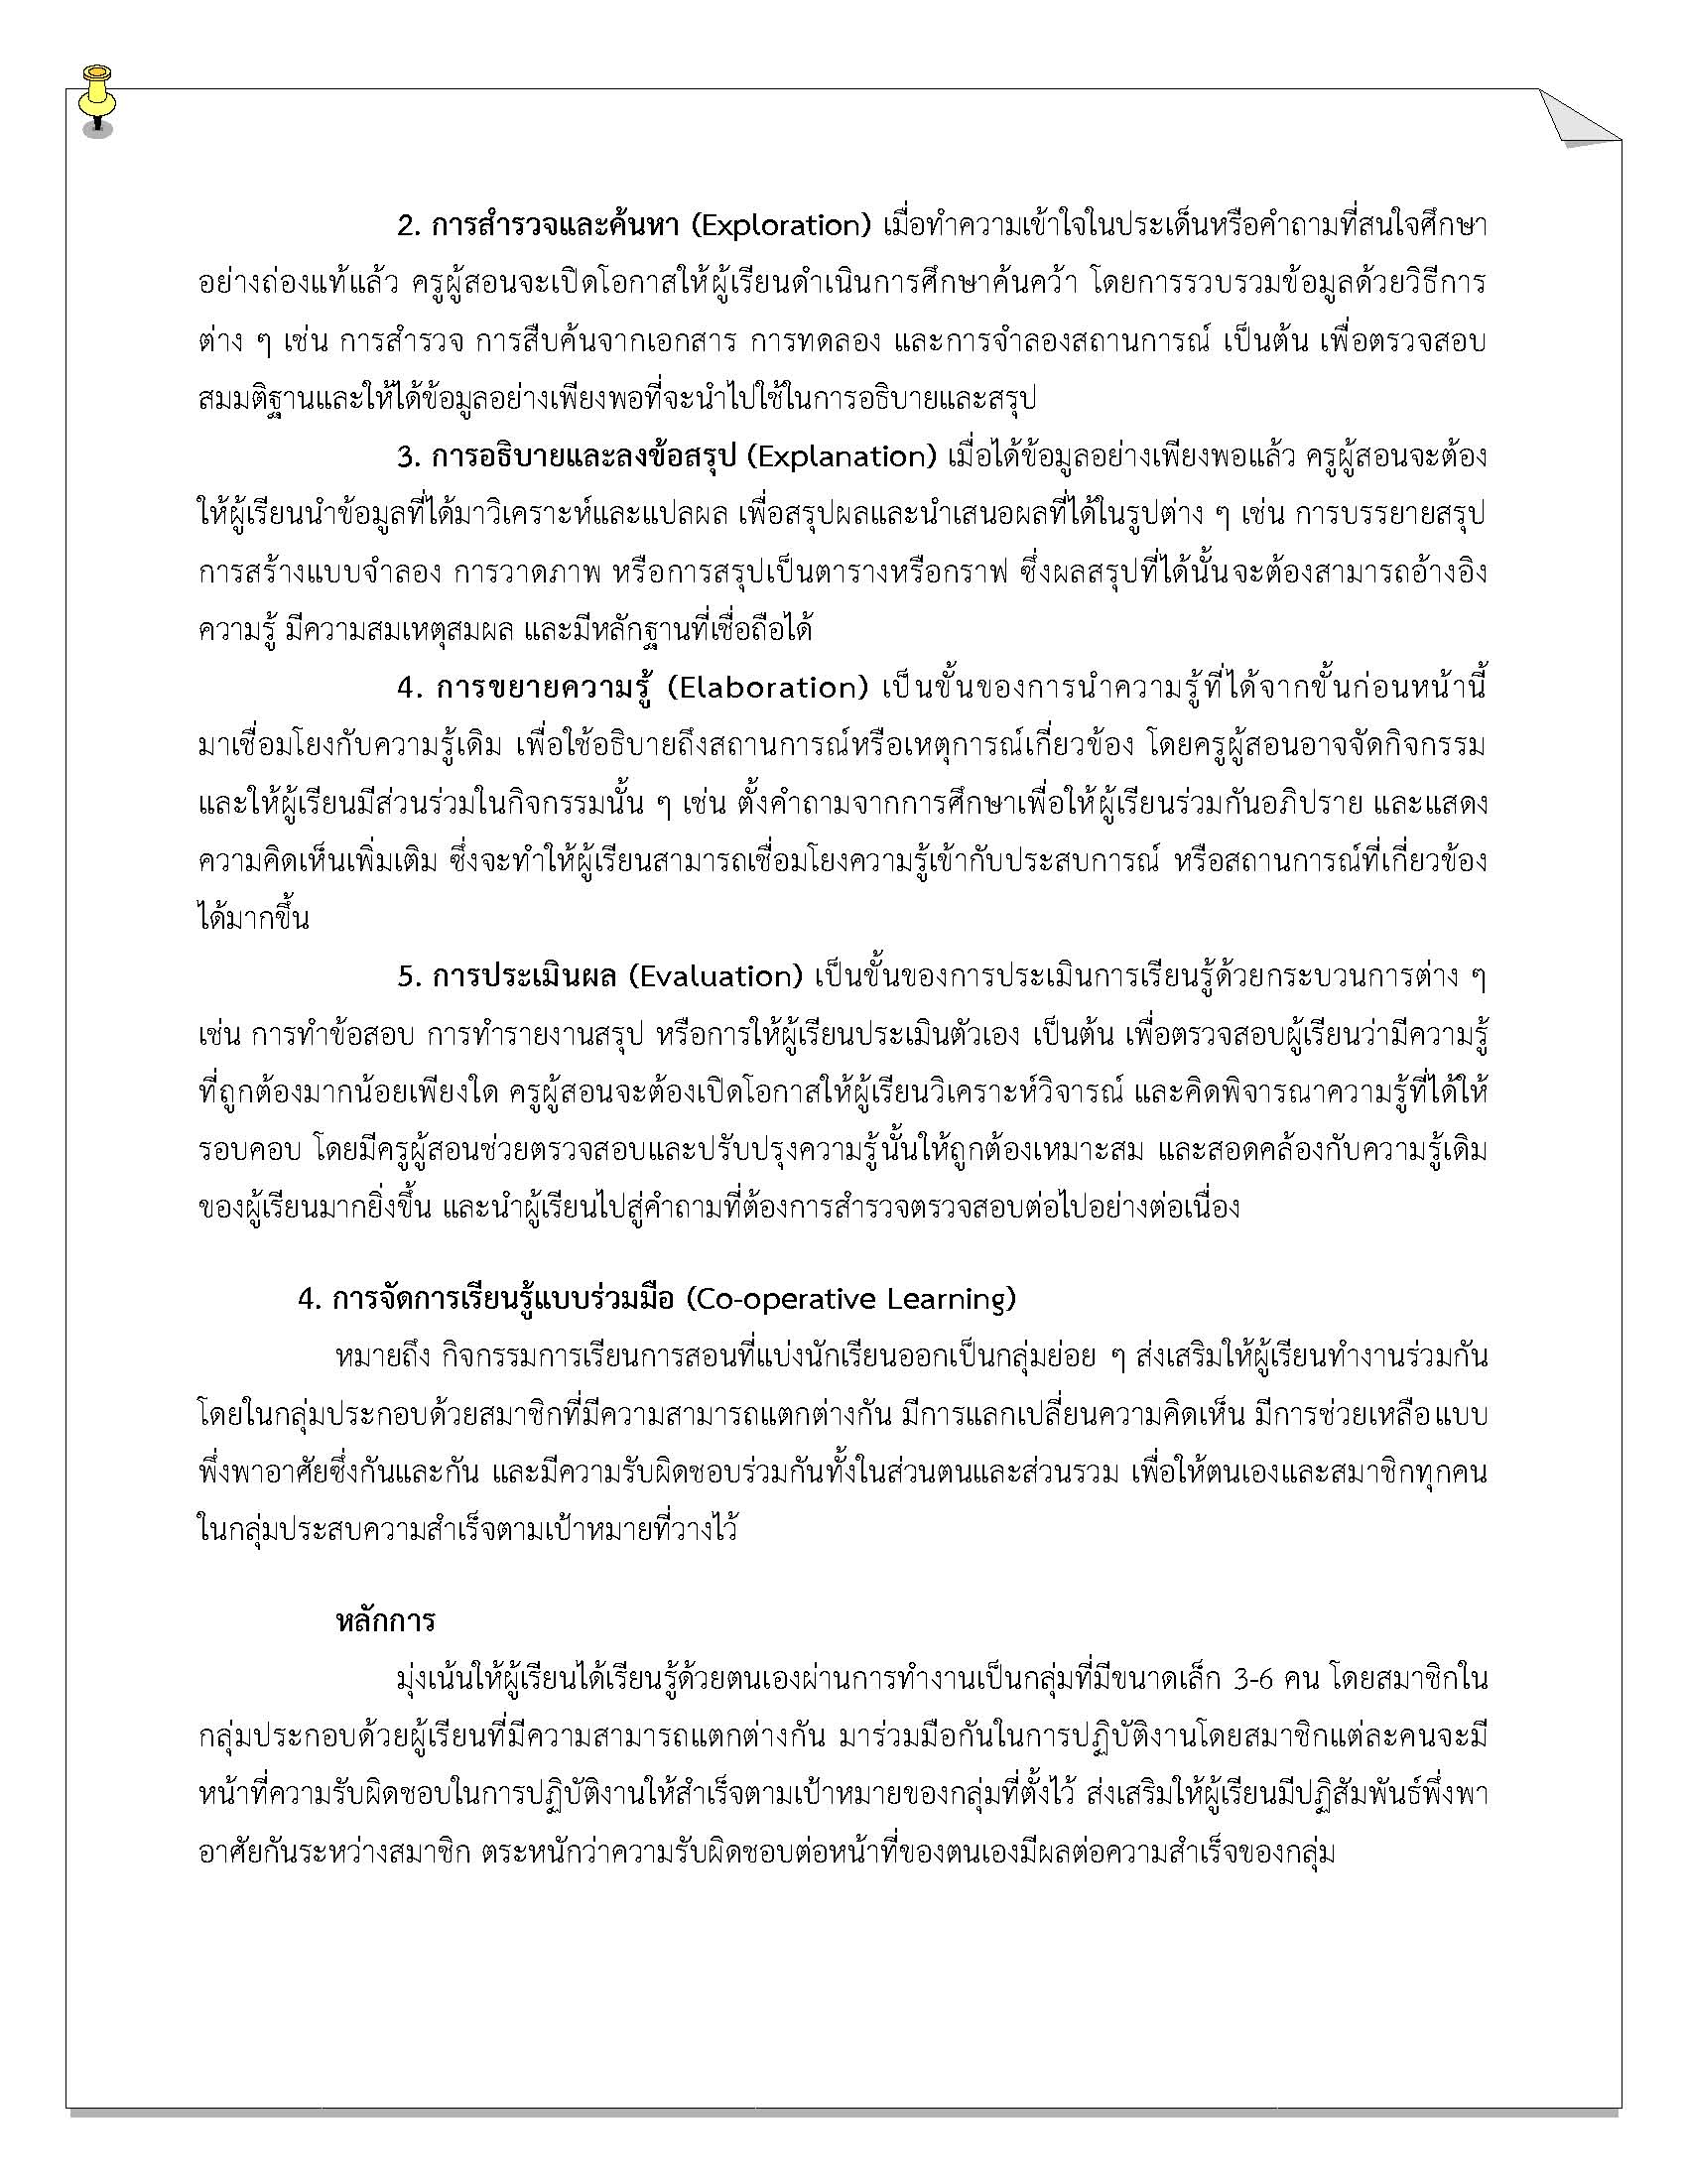 2. การสำรวจและค้นหา (Exploration) เมื่อทำความเข้าใจในประเด็นหรือคำถามที่สนใจศึกษา
อย่างถ่องแท้แล้ว ครูผู้สอนจะเปิดโอกาสให้ผู้เรียนดำเนินการศึกษาค้นคว้า โดยการรวบรวมข้อมูลด้วยวิธีการ
ต่าง ๆ เช่น การสำรวจ การสืบค้นจากเอกสาร การทดลอง และการจำลองสถานการณ์ เป็นต้น เพื่อตรวจสอบ
สมมติฐานและให้ได้ข้อมูลอย่างเพียงพอที่จะนำไปใช้ในการอธิบายและสรุป
3. การอธิบายและลงข้อสรุป (Explanation) เมื่อได้ข้อมูลอย่างเพียงพอแล้ว ครูผู้สอนจะต้อง
ให้ผู้เรียนนำข้อมูลที่ได้มาวิเคราะห์และแปลผล เพื่อสรุปผลและนำเสนอผลที่ได้ในรูปต่าง ๆ เช่น การบรรยายสรุป
การสร้างแบบจำลอง การวาดภาพ หรือการสรุปเป็นตารางหรือกราฟ ซึ่งผลสรุปที่ได้นั้นจะต้องสามารถอ้างอิง
ความรู้ มีความสมเหตุสมผล และมีหลักฐานที่เชื่อถือได้
4. การขยายความรู้ (Elaboration) เป็นขั้นของการนำความรู้ที่ได้จากขั้นก่อนหน้านี้
มาเชื่อมโยงกับความรู้เดิม เพื่อใช้อธิบายถึงสถานการณ์หรือเหตุการณ์เกี่ยวข้อง โดยครูผู้สอนอาจจัดกิจกรรม
และให้ผู้เรียนมีส่วนร่วมในกิจกรรมนั้น ๆ เช่น ตั้งคำถามจากการศึกษาเพื่อให้ผู้เรียนร่วมกันอภิปราย และแสดง
ความคิดเห็นเพิ่มเติม ซึ่งจะทำให้ผู้เรียนสามารถเชื่อมโยงความรู้เข้ากับประสบการณ์ หรือสถานการณ์ที่เกี่ยวข้อง
ได้มากขึ้น
5. การประเมินผล (Evaluation) เป็นขั้นของการประเมินการเรียนรู้ด้วยกระบวนการต่าง ๆ
เช่น การทำข้อสอบ การทำรายงานสรุป หรือการให้ผู้เรียนประเมินตัวเอง เป็นต้น เพื่อตรวจสอบผู้เรียนว่ามีความรู้
ที่ถูกต้องมากน้อยเพียงใด ครูผู้สอนจะต้องเปิดโอกาสให้ผู้เรียนวิเคราะห์วิจารณ์ และคิดพิจารณาความรู้ที่ได้ให้
รอบคอบ โดยมีครูผู้สอนช่วยตรวจสอบและปรับปรุงความรู้นั้นให้ถูกต้องเหมาะสม และสอดคล้องกับความรู้เดิม
ของผู้เรียนมากยิ่งขึ้น และนำผู้เรียนไปสู่คำถามที่ต้องการสำรวจตรวจสอบต่อไปอย่างต่อเนื่อง
4. การจัดการเรียนรู้แบบร่วมมือ (Co-operative Learning)
หมายถึง กิจกรรมการเรียนการสอนที่แบ่งนักเรียนออกเป็นกลุ่มย่อย ๆ ส่งเสริมให้ผู้เรียนทำงานร่วมกัน
โดยในกลุ่มประกอบด้วยสมาชิกที่มีความสามารถแตกต่างกัน มีการแลกเปลี่ยนความคิดเห็น มีการช่วยเหลือแบบ
พึ่งพาอาศัยซึ่งกันและกัน และมีความรับผิดชอบร่วมกันทั้งในส่วนตนและส่วนรวม เพื่อให้ตนเองและสมาชิกทุกคน
ในกลุ่มประสบความสำเร็จตามเป้าหมายที่วางไว้
หลักการ
มุ่งเน้นให้ผู้เรียนได้เรียนรู้ด้วยตนเองผ่านการทำงานเป็นกลุ่มที่มีขนาดเล็ก 3-6 คน โดยสมาชิกใน
กลุ่มประกอบด้วยผู้เรียนที่มีความสามารถแตกต่างกัน มาร่วมมือกันในการปฏิบัติงานโดยสมาชิกแต่ละคนจะมี
หน้าที่ความรับผิดชอบในการปฏิบัติงานให้สำเร็จตามเป้าหมายของกลุ่มที่ตั้งไว้ ส่งเสริมให้ผู้เรียนมีปฏิสัมพันธ์พึ่งพา
อาศัยกันระหว่างสมาชิก ตระหนักว่าความรับผิดชอบต่อหน้าที่ของตนเองมีผลต่อความสำเร็จของกลุ่ม